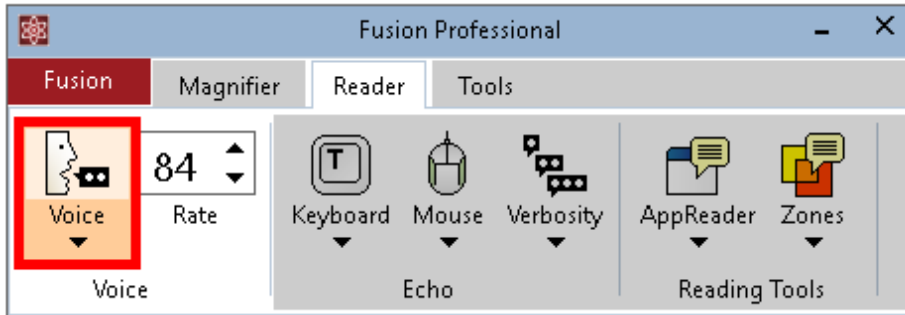 Fusion Professional
Fusion Magnifier Reader Tools
84
T
Voice Rate Keyboard Mouse Verbosity AppReader Zones
Voice Echo Reading Tools